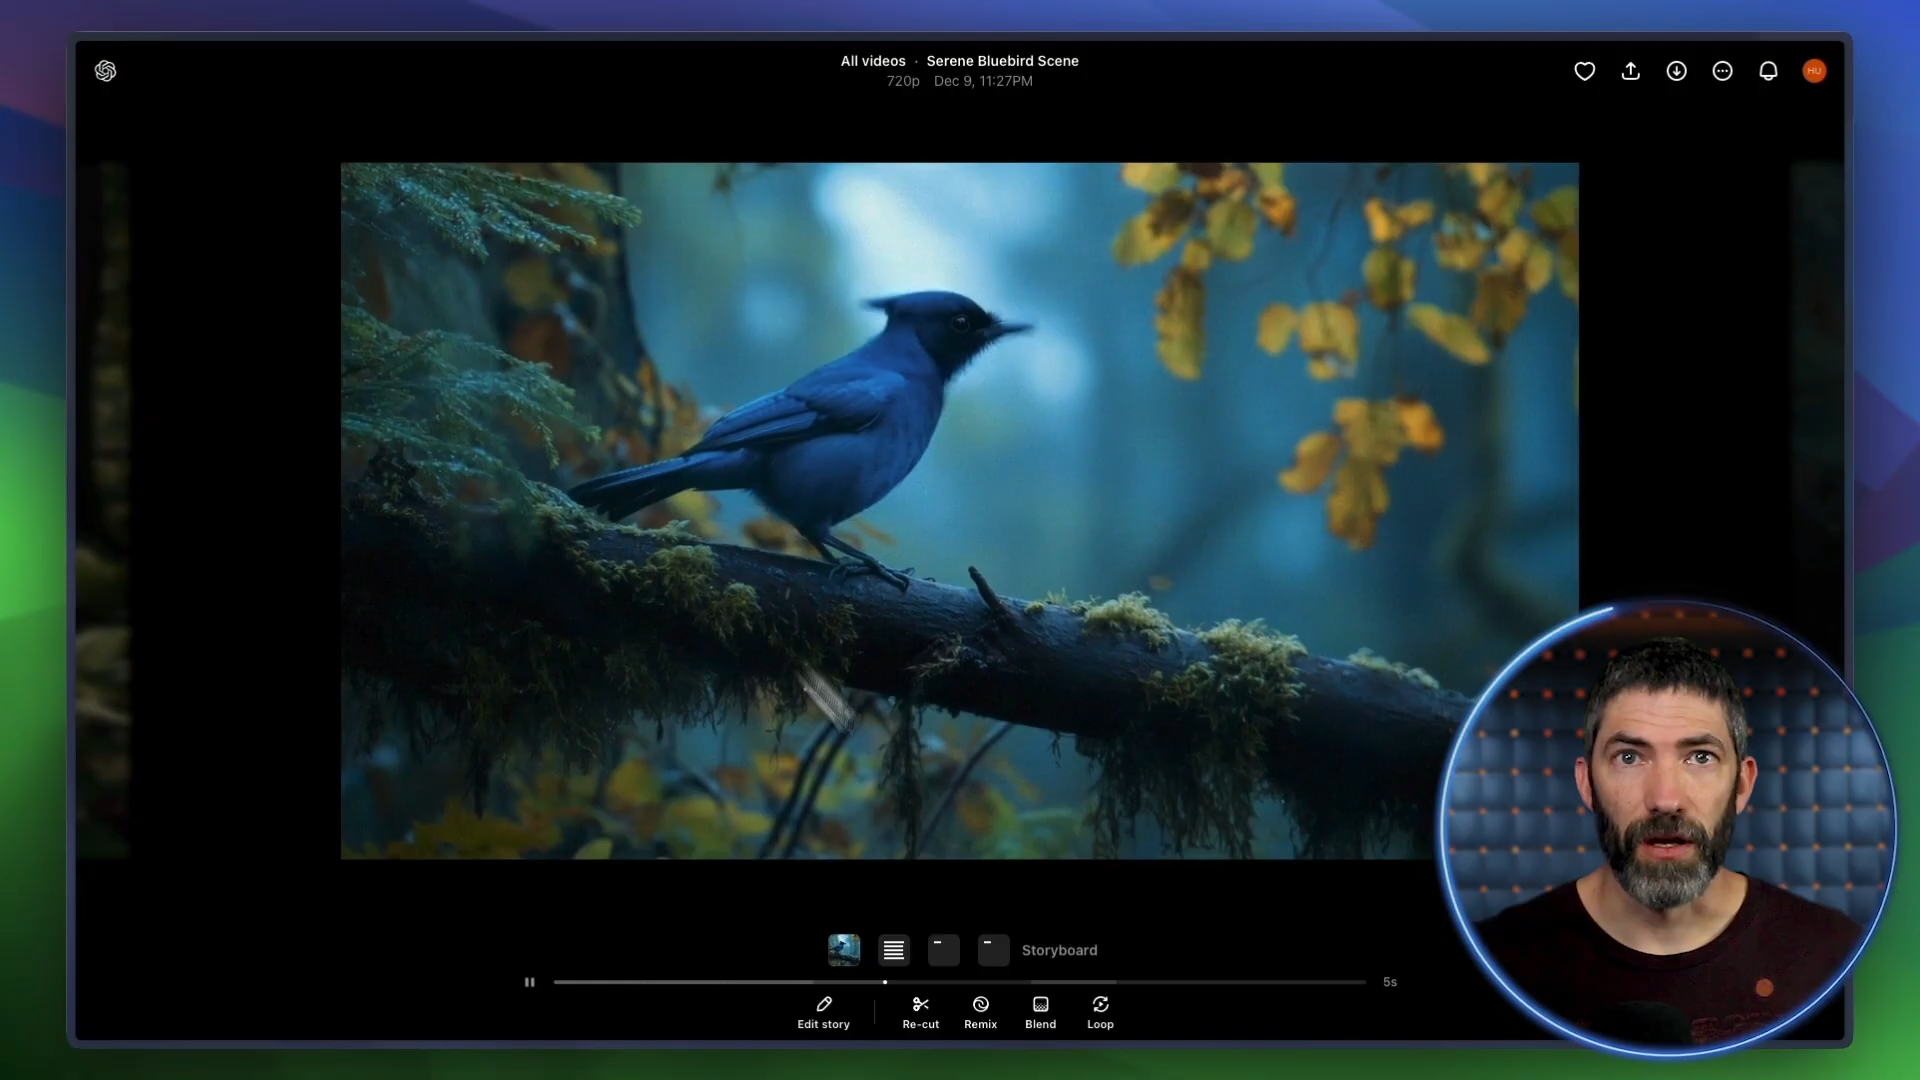 All videos · Serene Bluebird Scene
720p Dec 9, 11:27PM
HU
Storyboard
5s
Edit story
Re-cut
Remix
Blend
Loop